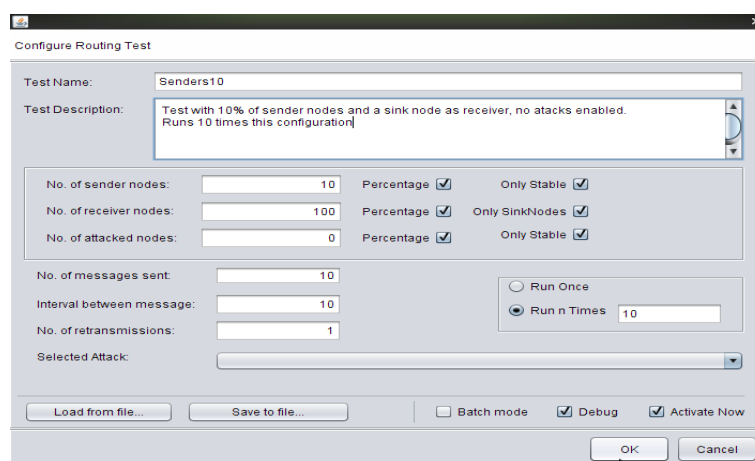 Configure Routing Test
Test Name: Senders10
Test Description: Test with 10% of sender nodes and a sink node as receiver, no atacks enabled.
Runs 10 times this configuration
No. of sender nodes: 10 Percentage Only Stable
No. of receiver nodes: 100 Percentage Only SinkNodes
No. of attacked nodes: 0 Percentage Only Stable
No. of messages sent: 10
Interval between message: 10
No. of retransmissions: 1
Run Once
Run n Times 10
Selected Attack:
Load from file... Save to file... Batch mode Debug Activate Now
OK Cancel